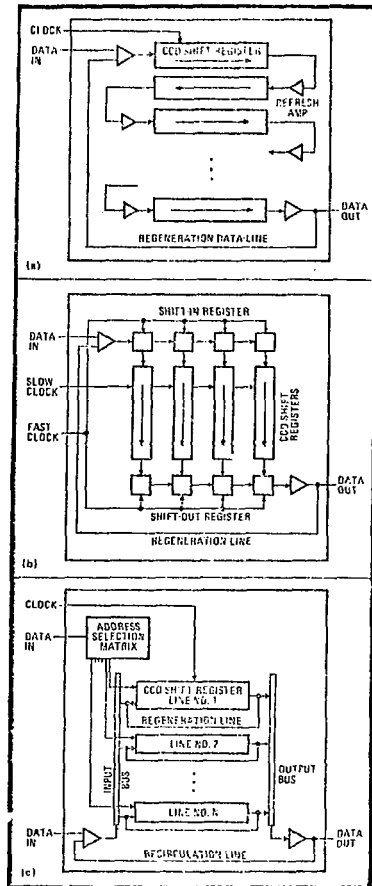 CLOCK
DATA
IN
CCD SHIFT REGISTER
REFRESH
AMP
DATA
OUT
REGENERATION DATA-LINE
(a)
SHIFT-IN REGISTER
DATA
IN
SLOW
CLOCK
CCD SHIFT
REGISTERS
FAST
CLOCK
DATA
OUT
SHIFT-OUT REGISTER
REGENERATION LINE
(b)
CLOCK
DATA
IN
ADDRESS
SELECTION
MATRIX
CCD SHIFT REGISTER
LINE NO. 1
REGENERATION LINE
LINE NO. 2
INPUT
BUS
OUTPUT
BUS
LINE NO. N
DATA
IN
DATA
OUT
RECIRCULATION LINE
(c)